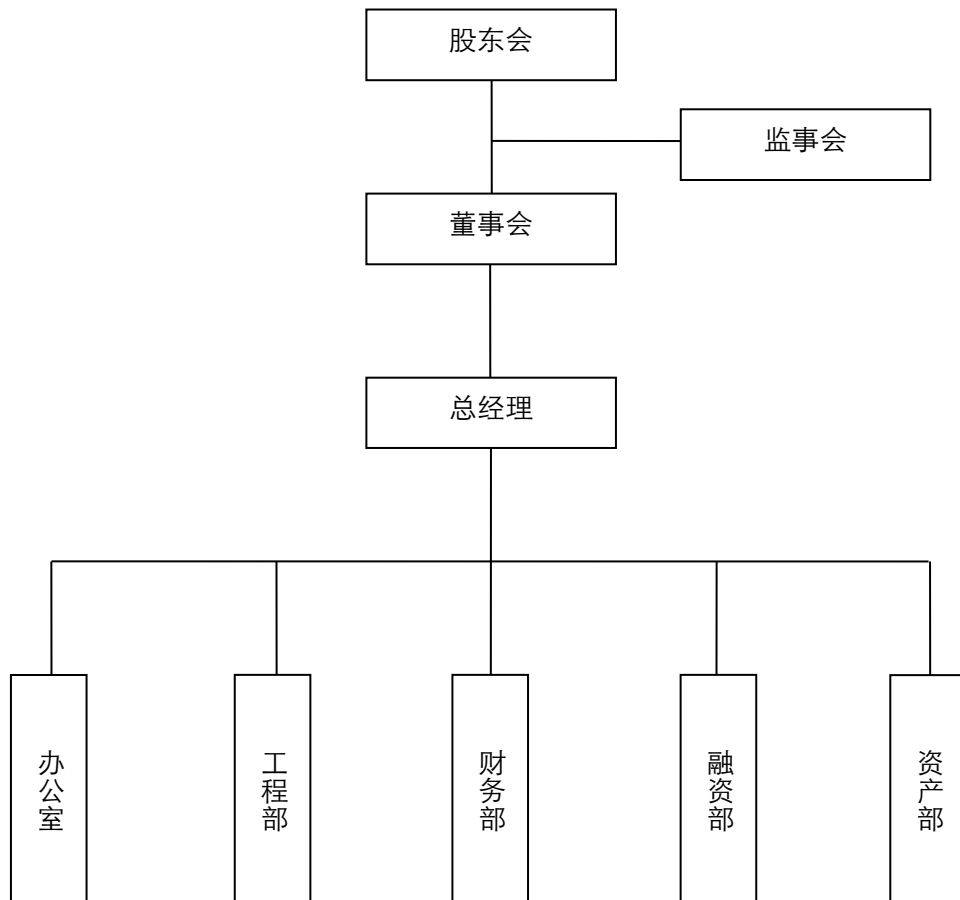 股东会
监事会
董事会
总经理
办公室
工程部
财务部
融资部
资产部